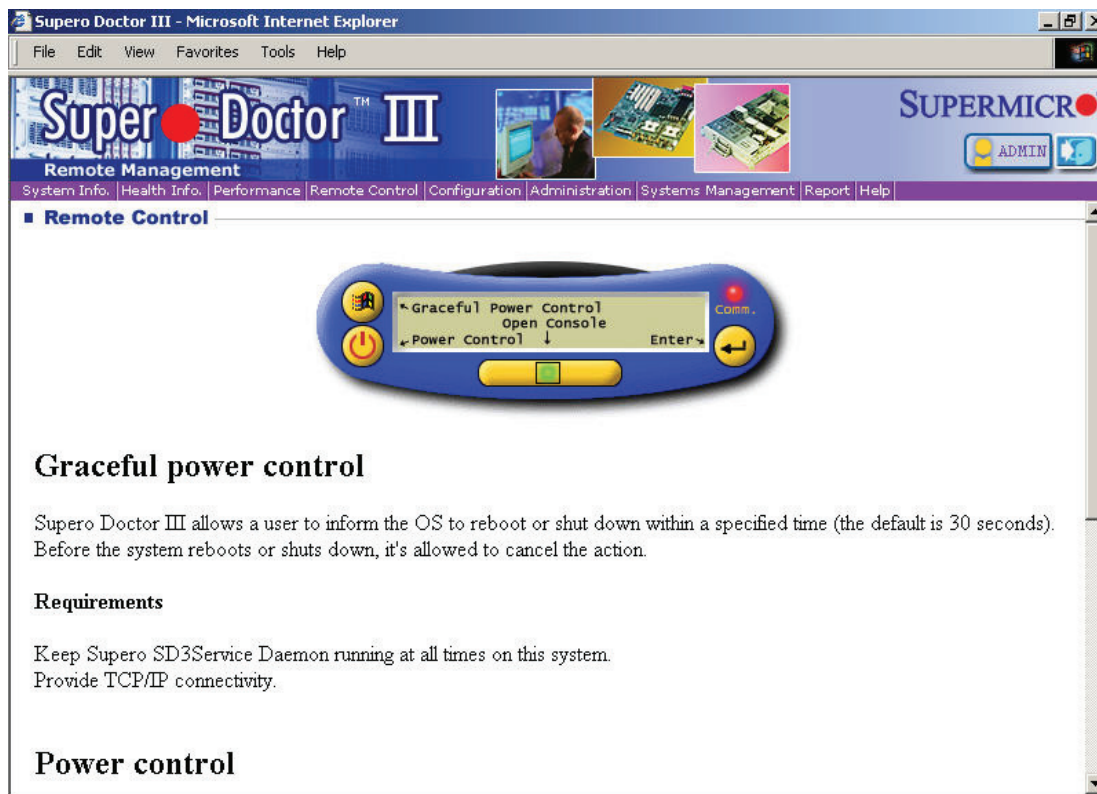 Supero Doctor III - Microsoft Internet Explorer
File Edit View Favorites Tools Help
Super Doctor ™ III
SUPERMICR
ADMIN
Remote Management
System Info. Health Info. Performance Remote Control Configuration Administration Systems Management Report Help
Remote Control
Graceful Power Control
Comm.
Open Console
Power Control ↓ Enter
Graceful power control
Supero Doctor III allows a user to inform the OS to reboot or shut down within a specified time (the default is 30 seconds).
Before the system reboots or shuts down, it's allowed to cancel the action.
Requirements
Keep Supero SD3Service Daemon running at all times on this system.
Provide TCP/IP connectivity.
Power control